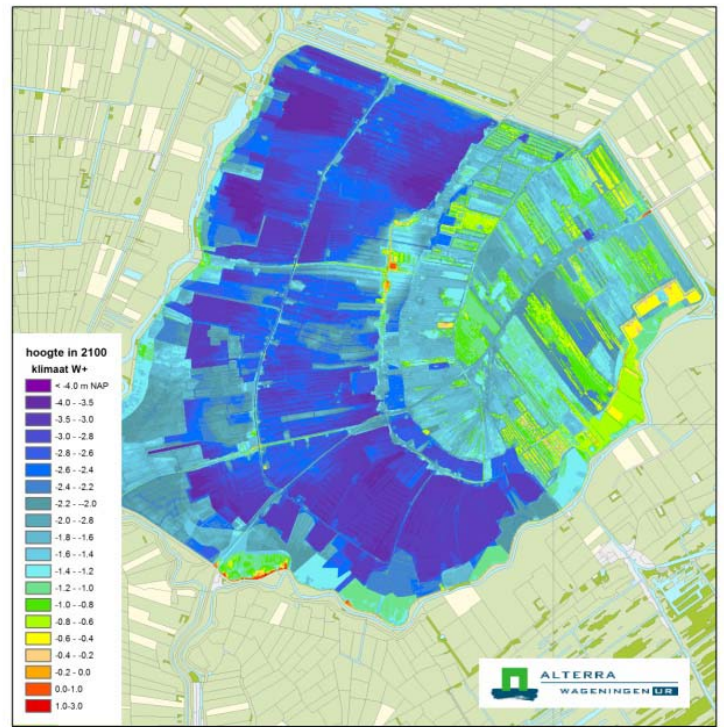 hoogte in 2100
klimaat W+
< -4.0 m NAP
-4.0 - -3.5
-3.5 - -3.0
-3.0 - -2.8
-2.8 - -2.6
-2.6 - -2.4
-2.4 - -2.2
-2.2 - -2.0
-2.0 - -2.8
-1.8 - -1.6
-1.6 - -1.4
-1.4 - -1.2
-1.2 - -1.0
-1.0 - -0.8
-0.8 - -0.6
-0.6 - -0.4
-0.4 - -0.2
-0.2 - 0.0
0.0-1.0
1.0-3.0
ALTERRA
WAGENINGEN UR